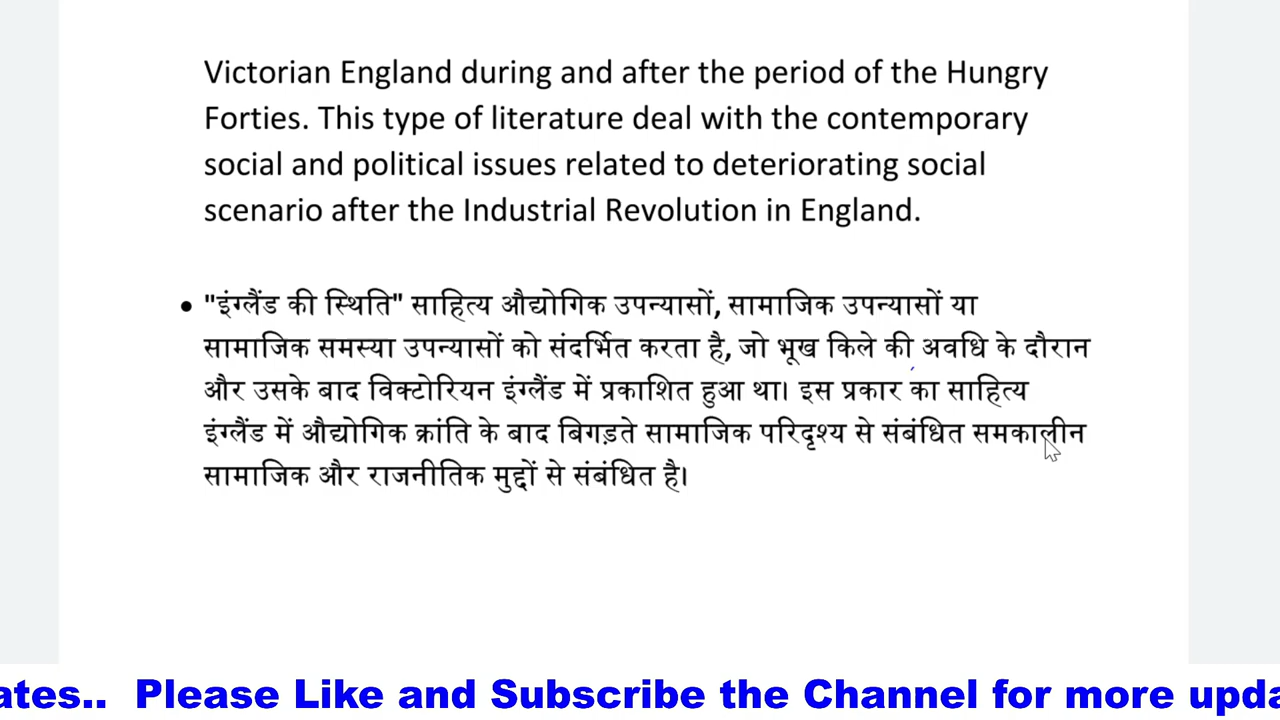 Victorian England during and after the period of the Hungry
Forties. This type of literature deal with the contemporary
social and political issues related to deteriorating social
scenario after the Industrial Revolution in England.
• "इंग्लैंड की स्थिति" साहित्य औद्योगिक उपन्यासों, सामाजिक उपन्यासों या
सामाजिक समस्या उपन्यासों को संदर्भित करता है, जो भूख किले की अवधि के दौरान
और उसके बाद विक्टोरियन इंग्लैंड में प्रकाशित हुआ था। इस प्रकार का साहित्य
इंग्लैंड में औद्योगिक क्रांति के बाद बिगड़ते सामाजिक परिदृश्य से संबंधित समकालीन
सामाजिक और राजनीतिक मुद्दों से संबंधित है।
ates.. Please Like and Subscribe the Channel for more upda